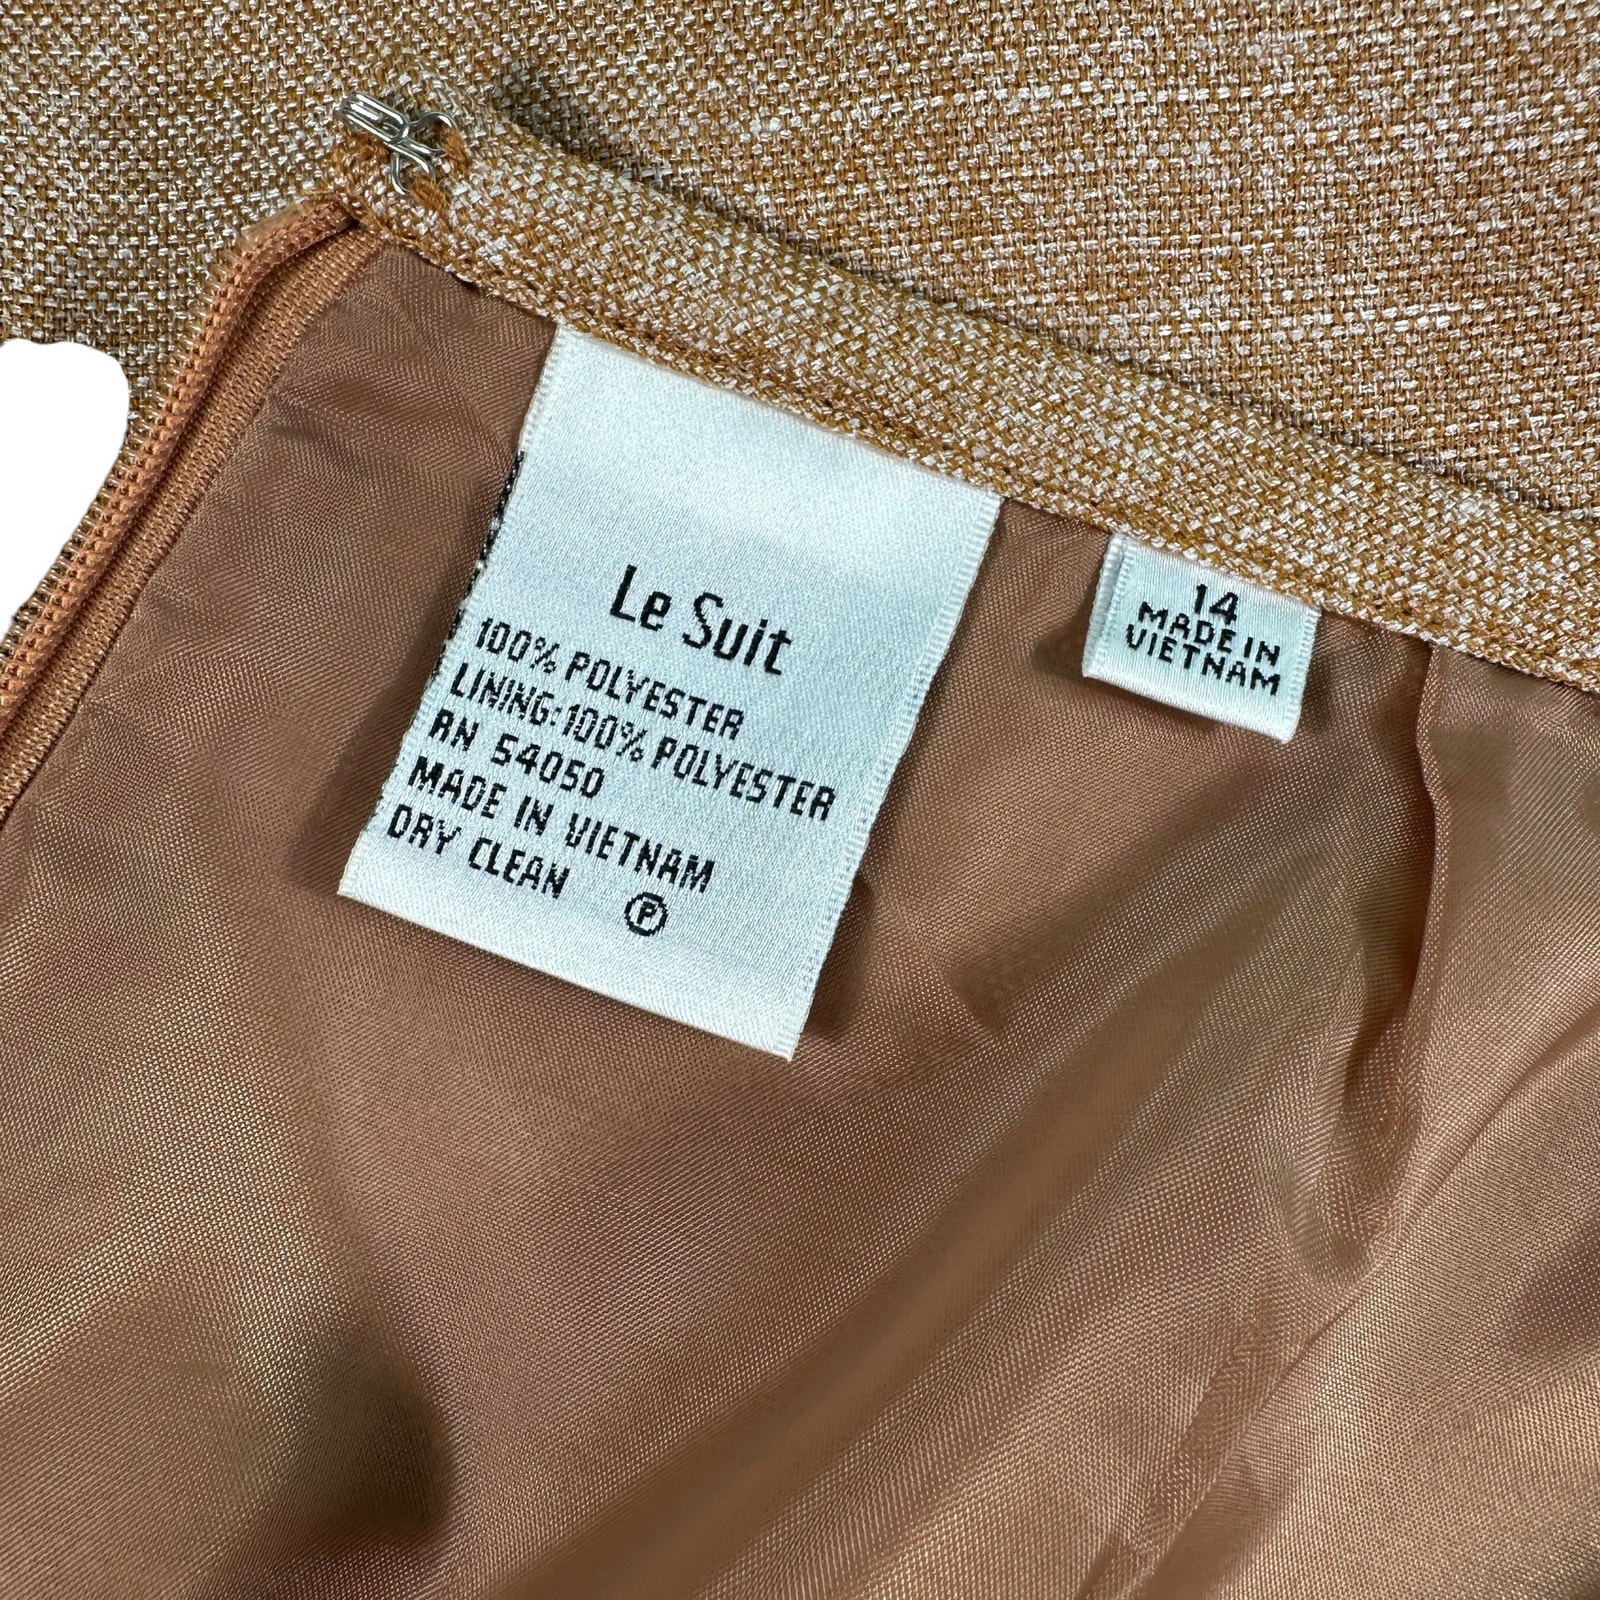 Le Suit
100% POLYESTER
LINING:100% POLYESTER
RN 54050
MADE IN VIETNAM
DRY CLEAN Ⓟ
14
MADE IN
VIETNAM